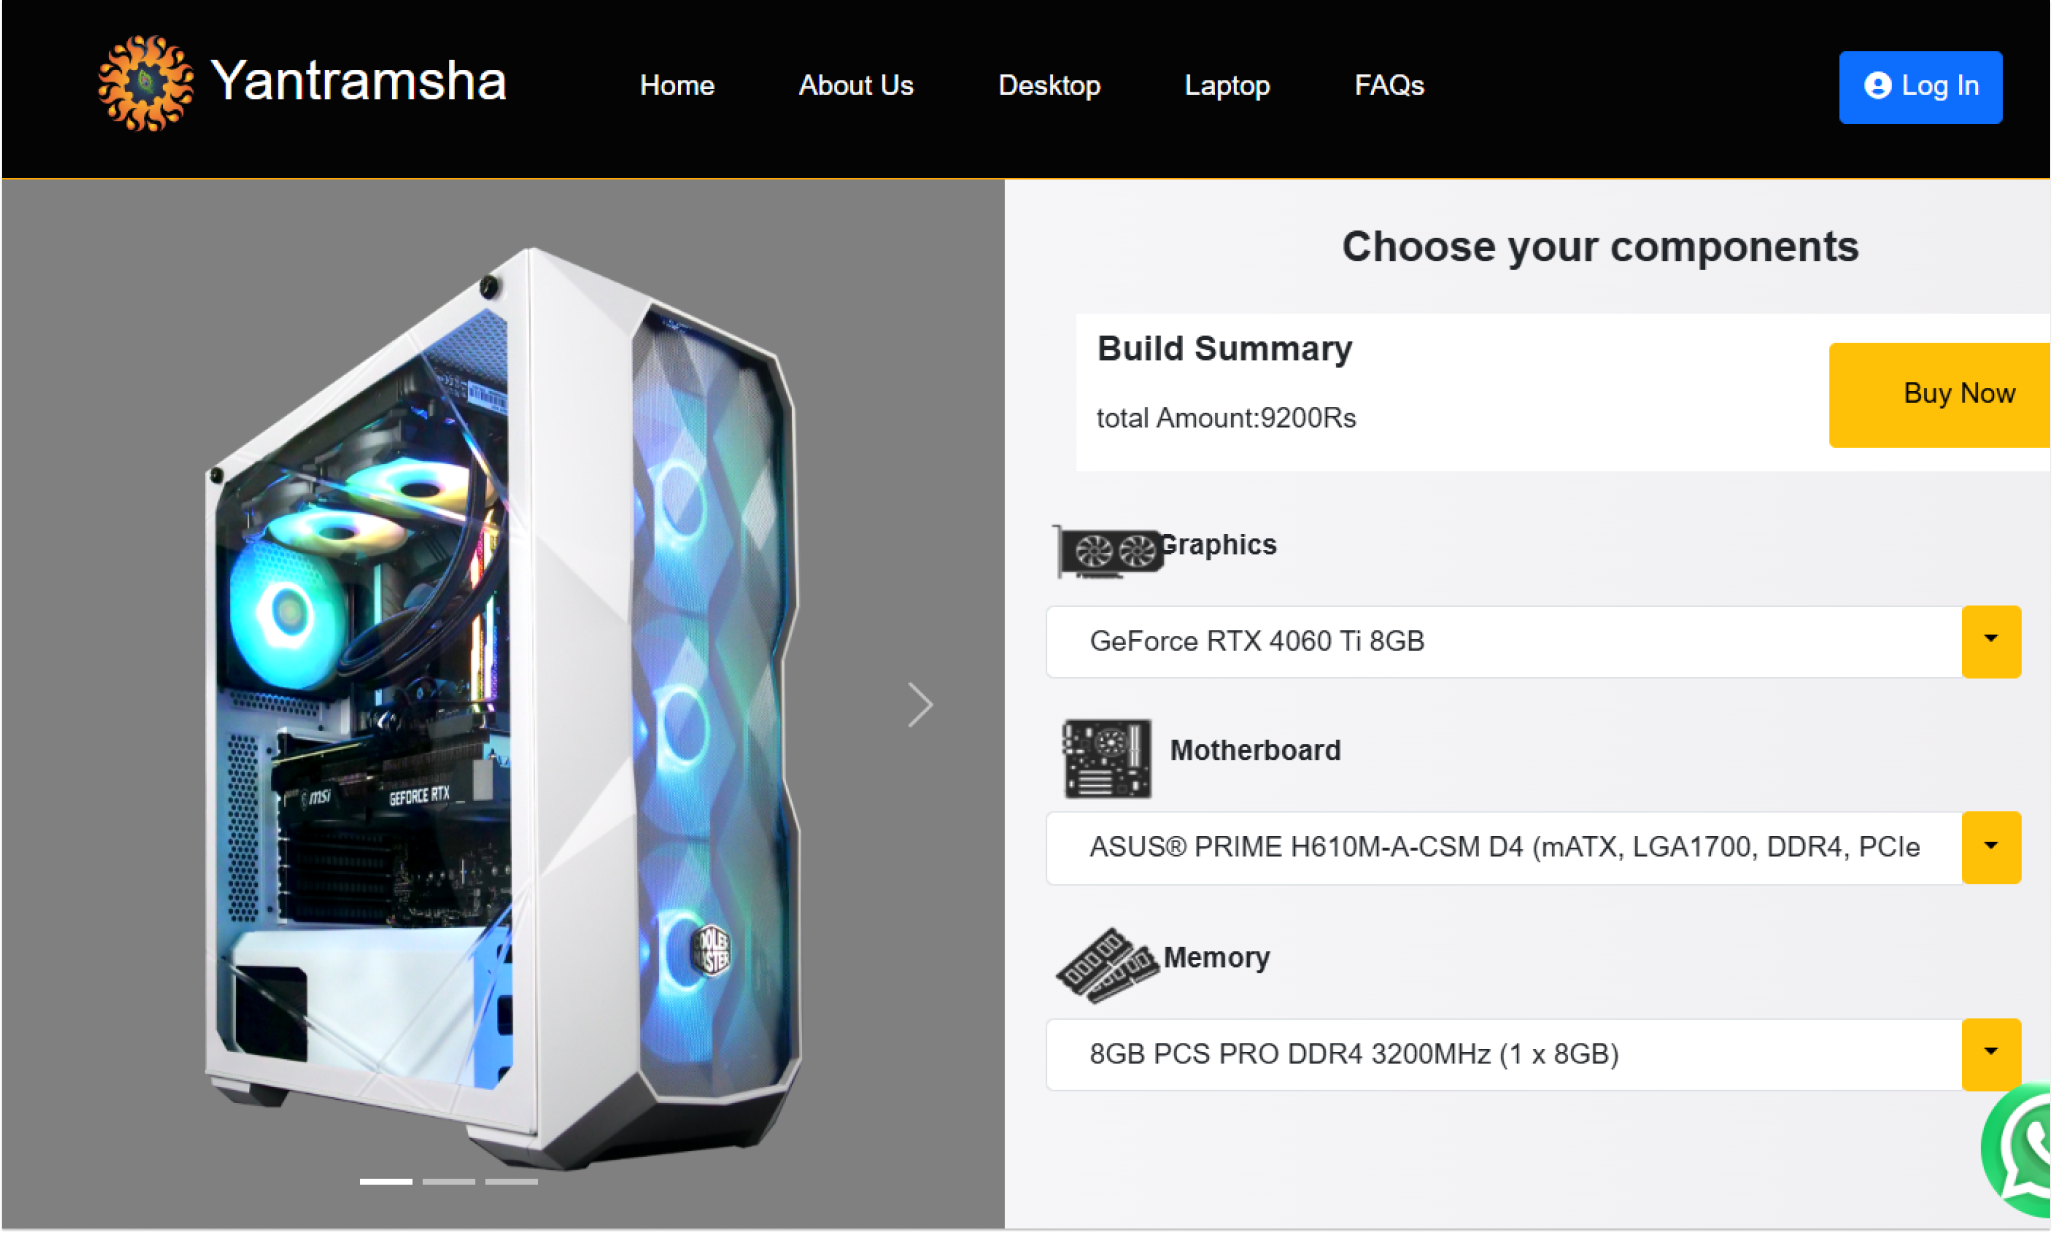 Yantramsha
Home
About Us
Desktop
Laptop
FAQs
Log In
Choose your components
Build Summary
total Amount:9200Rs
Buy Now
Graphics
GeForce RTX 4060 Ti 8GB
Motherboard
ASUS® PRIME H610M-A-CSM D4 (mATX, LGA1700, DDR4, PCIe
Memory
8GB PCS PRO DDR4 3200MHz (1 x 8GB)
msi
GEFORCE RTX
COOLER
MASTER